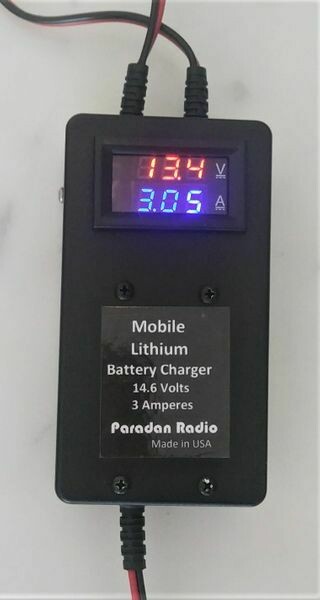 13.4 V
3.05 A
Mobile
Lithium
Battery Charger
14.6 Volts
3 Amperes
Paradan Radio
Made in USA